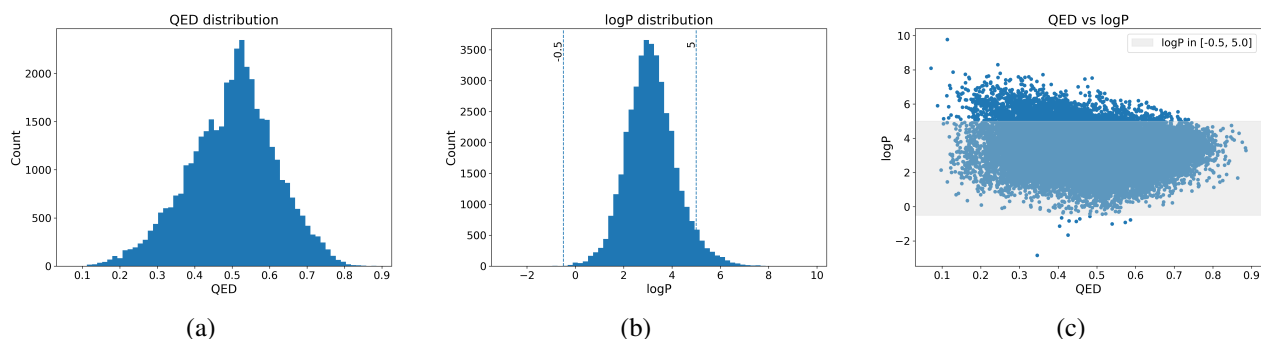 QED distribution
2000
1500
1000
500
0
Count
0.1 0.2 0.3 0.4 0.5 0.6 0.7 0.8 0.9
QED
(a)
logP distribution
-0.5
5
3500
3000
2500
2000
1500
1000
500
0
Count
−2 0 2 4 6 8 10
logP
(b)
QED vs logP
logP in [-0.5, 5.0]
10
8
6
4
2
0
−2
logP
0.1 0.2 0.3 0.4 0.5 0.6 0.7 0.8 0.9
QED
(c)